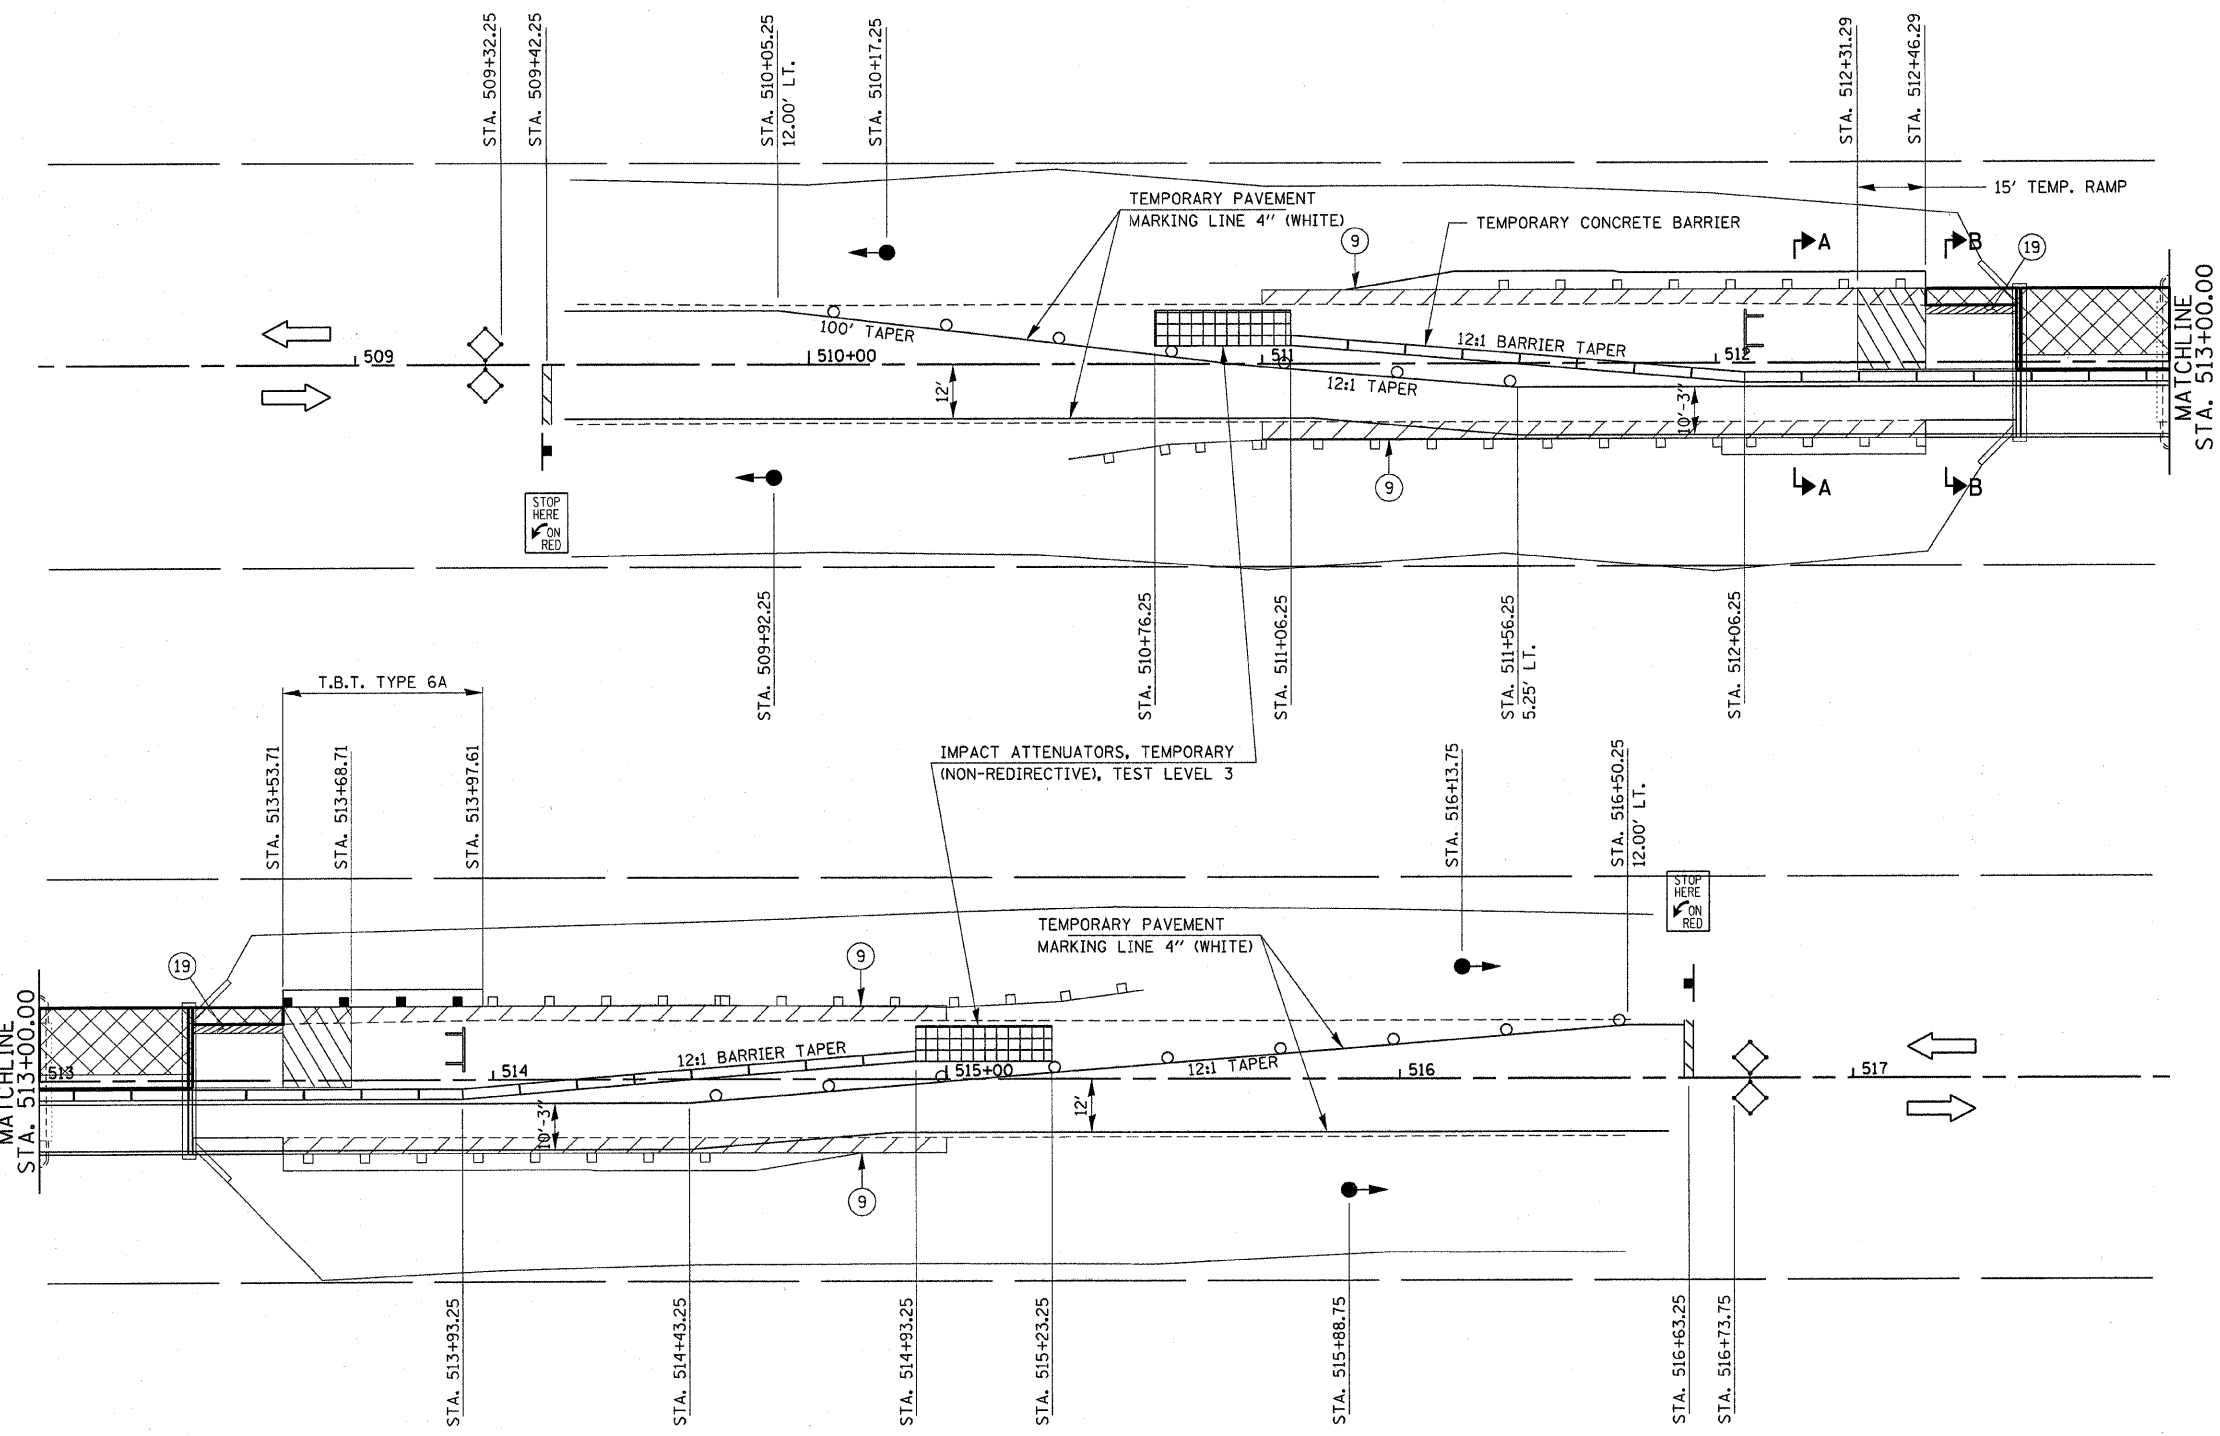 STA. 509+32.25
STA. 509+42.25
STA. 510+05.25
12.00' LT.
STA. 510+17.25
STA. 512+31.29
STA. 512+46.29
15' TEMP. RAMP
TEMPORARY PAVEMENT
MARKING LINE 4" (WHITE)
TEMPORARY CONCRETE BARRIER
9
A
B
19
100' TAPER
12:1 BARRIER TAPER
12:1 TAPER
509
510+00
511
512
12'
10'-3"
MATCHLINE
STA. 513+00.00
9
A
B
STOP
HERE
ON
RED
STA. 509+92.25
STA. 510+76.25
STA. 511+06.25
STA. 511+56.25
5.25' LT.
STA. 512+06.25
T.B.T. TYPE 6A
IMPACT ATTENUATORS, TEMPORARY
(NON-REDIRECTIVE), TEST LEVEL 3
STA. 513+53.71
STA. 513+68.71
STA. 513+97.61
STA. 516+13.75
STA. 516+50.25
12.00' LT.
STOP
HERE
ON
RED
TEMPORARY PAVEMENT
MARKING LINE 4" (WHITE)
19
9
MATCHLINE
STA. 513+00.00
12:1 BARRIER TAPER
12:1 TAPER
513
514
515+00
516
517
10'-3"
12'
9
STA. 513+93.25
STA. 514+43.25
STA. 514+93.25
STA. 515+23.25
STA. 515+88.75
STA. 516+63.25
STA. 516+73.75